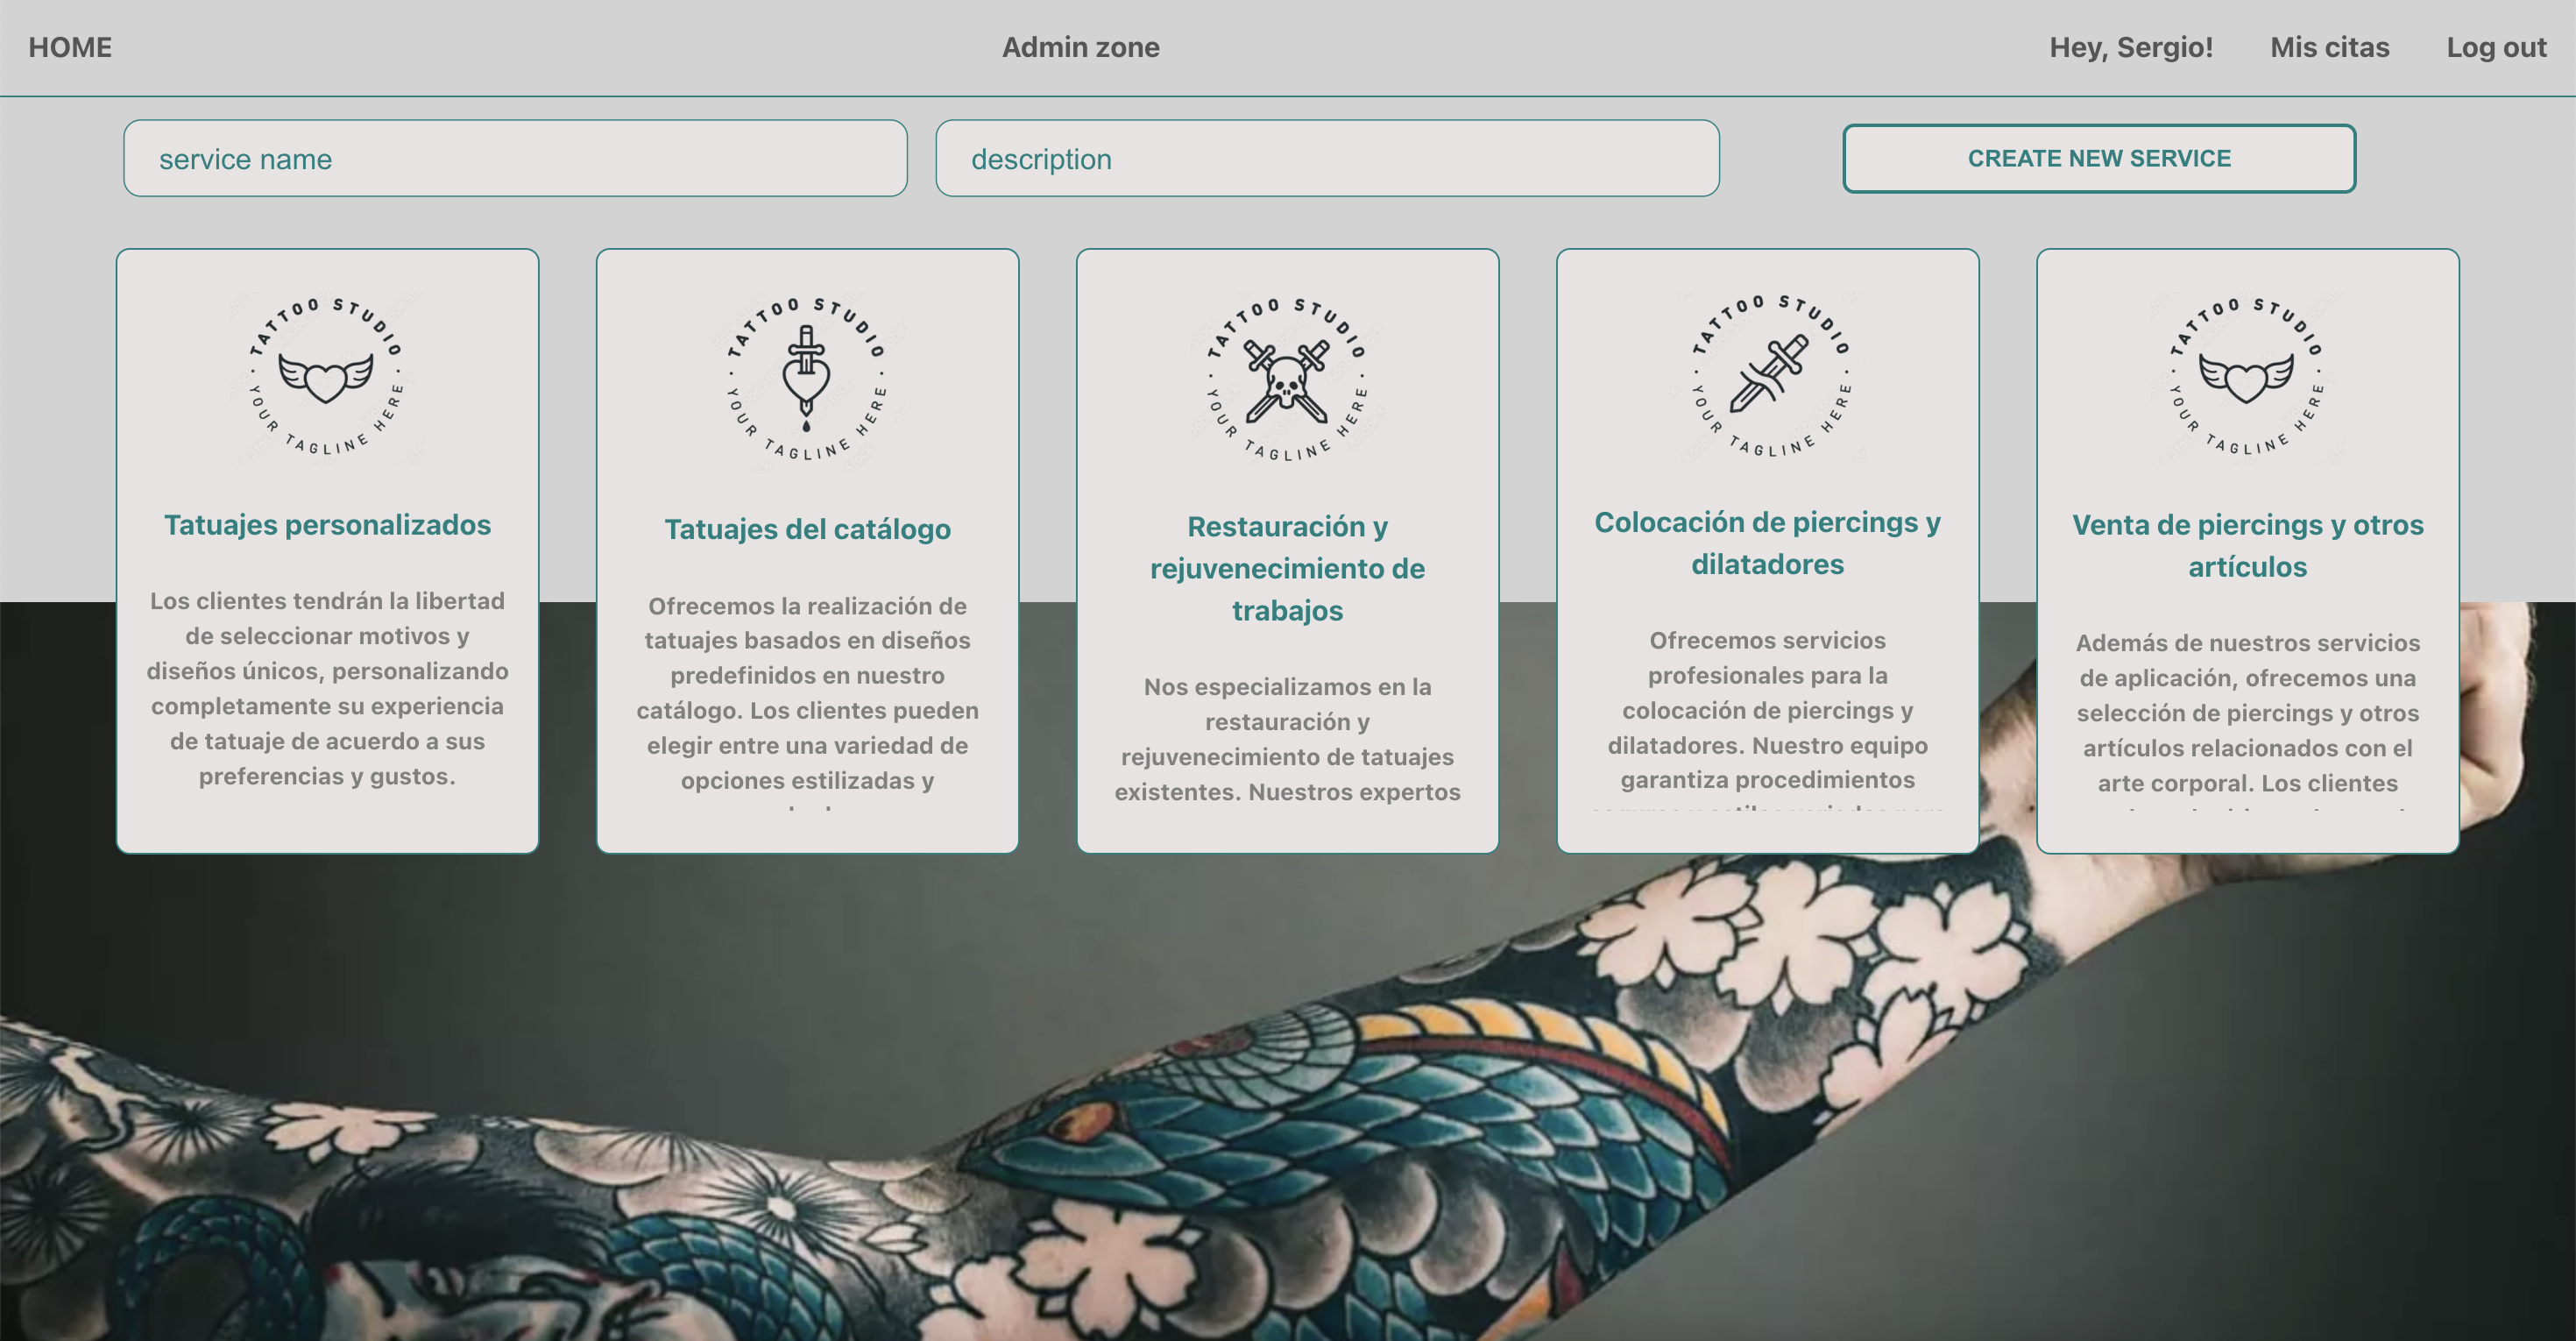 HOME
Admin zone
Hey, Sergio!
Mis citas
Log out
service name
description
CREATE NEW SERVICE
TATTOO STUDIO
YOUR TAGLINE HERE
Tatuajes personalizados
Los clientes tendrán la libertad
de seleccionar motivos y
diseños únicos, personalizando
completamente su experiencia
de tatuaje de acuerdo a sus
preferencias y gustos.
TATTOO STUDIO
YOUR TAGLINE HERE
Tatuajes del catálogo
Ofrecemos la realización de
tatuajes basados en diseños
predefinidos en nuestro
catálogo. Los clientes pueden
elegir entre una variedad de
opciones estilizadas y
TATTOO STUDIO
YOUR TAGLINE HERE
Restauración y
rejuvenecimiento de
trabajos
Nos especializamos en la
restauración y
rejuvenecimiento de tatuajes
existentes. Nuestros expertos
TATTOO STUDIO
YOUR TAGLINE HERE
Colocación de piercings y
dilatadores
Ofrecemos servicios
profesionales para la
colocación de piercings y
dilatadores. Nuestro equipo
garantiza procedimientos
TATTOO STUDIO
YOUR TAGLINE HERE
Venta de piercings y otros
artículos
Además de nuestros servicios
de aplicación, ofrecemos una
selección de piercings y otros
artículos relacionados con el
arte corporal. Los clientes